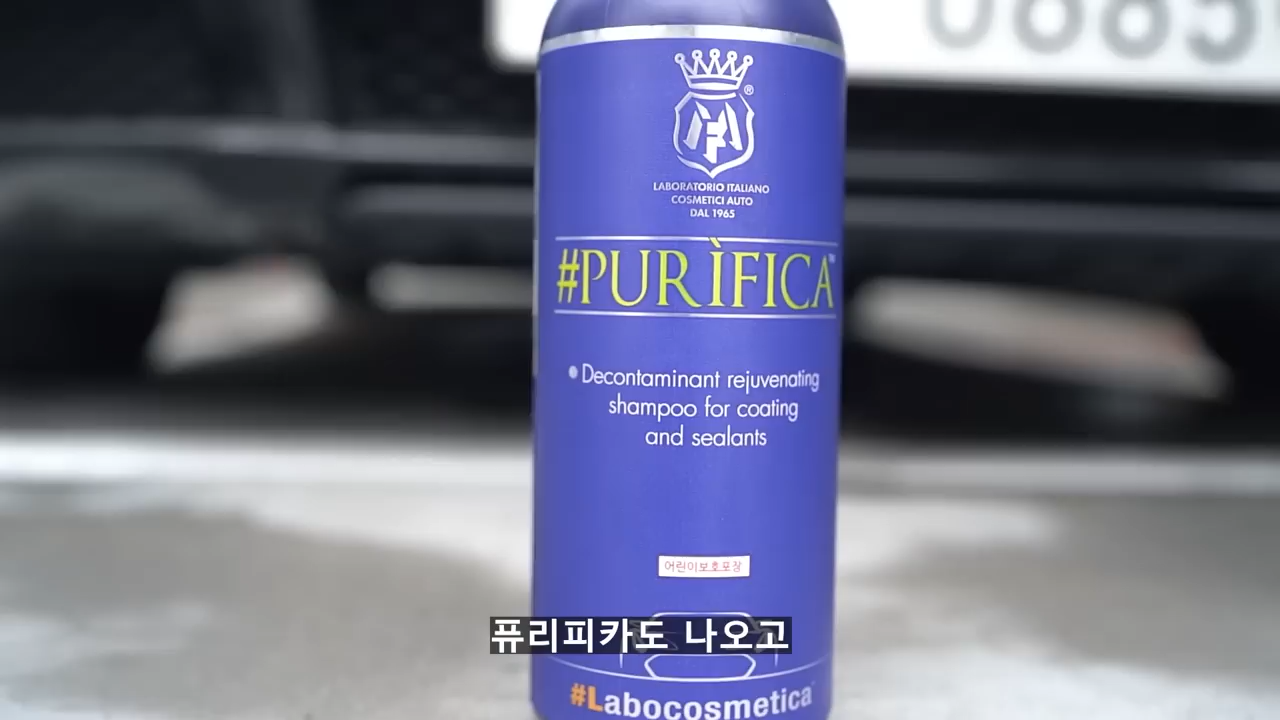 0885
®
LABORATORIO ITALIANO
COSMETICI AUTO
DAL 1965
#PURÌFICA™
• Decontaminant rejuvenating
shampoo for coating
and sealants
어린이보호포장
퓨리피카도 나오고
#Labocosmetica